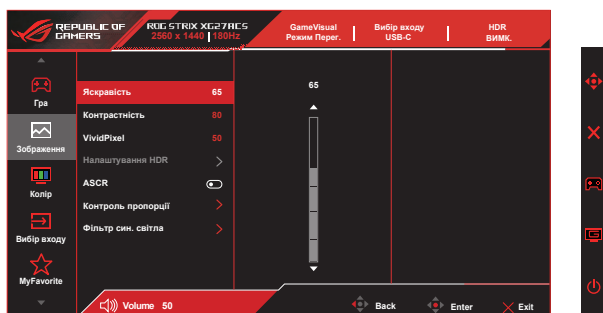 REPUBLIC OF
GAMERS
ROG STRIX XG27ACS
2560 x 1440 | 180Hz
GameVisual
Режим Перег.
Вибір входу
USB-C
HDR
ВИМК.
Гра
Зображення
Колір
Вибір входу
MyFavorite
Яскравість 65
Контрастність 80
VividPixel 50
Налаштування HDR
ASCR
Контроль пропорції
Фільтр син. світла
65
Volume 50
Back
Enter
Exit